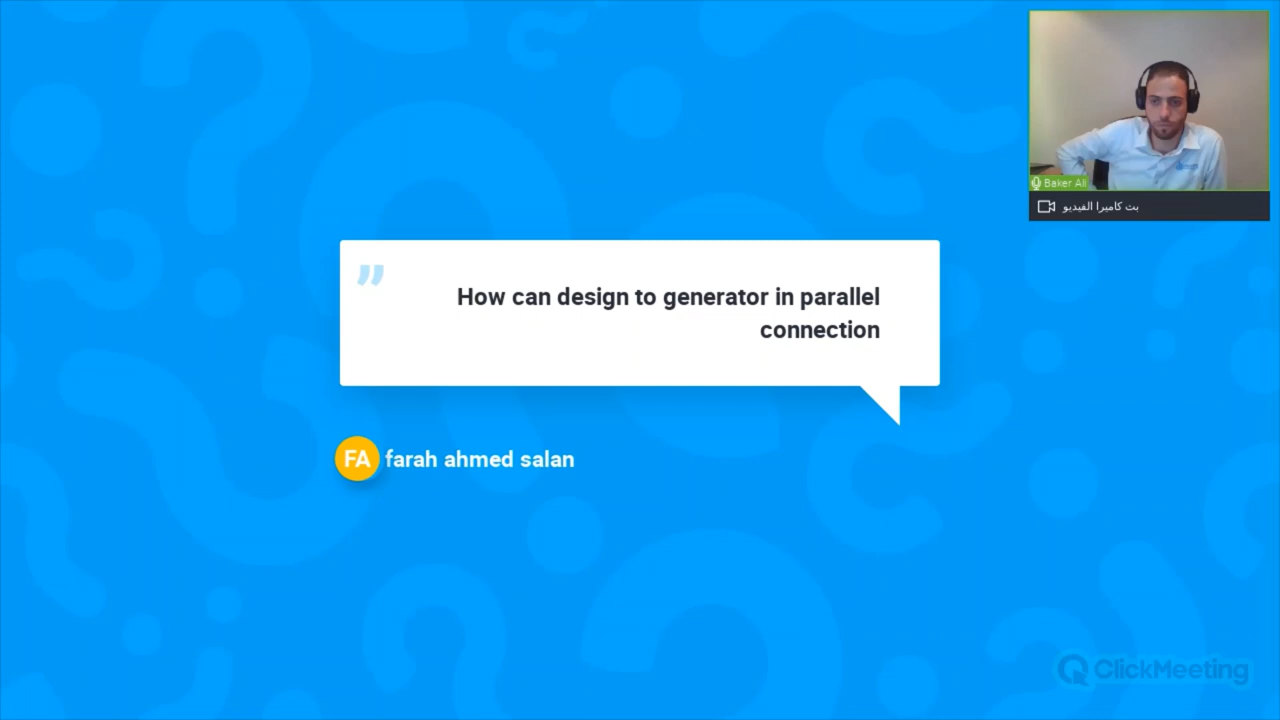 Baker Ali
بث كاميرا الفيديو
How can design to generator in parallel
connection
FA
farah ahmed salan
ClickMeeting